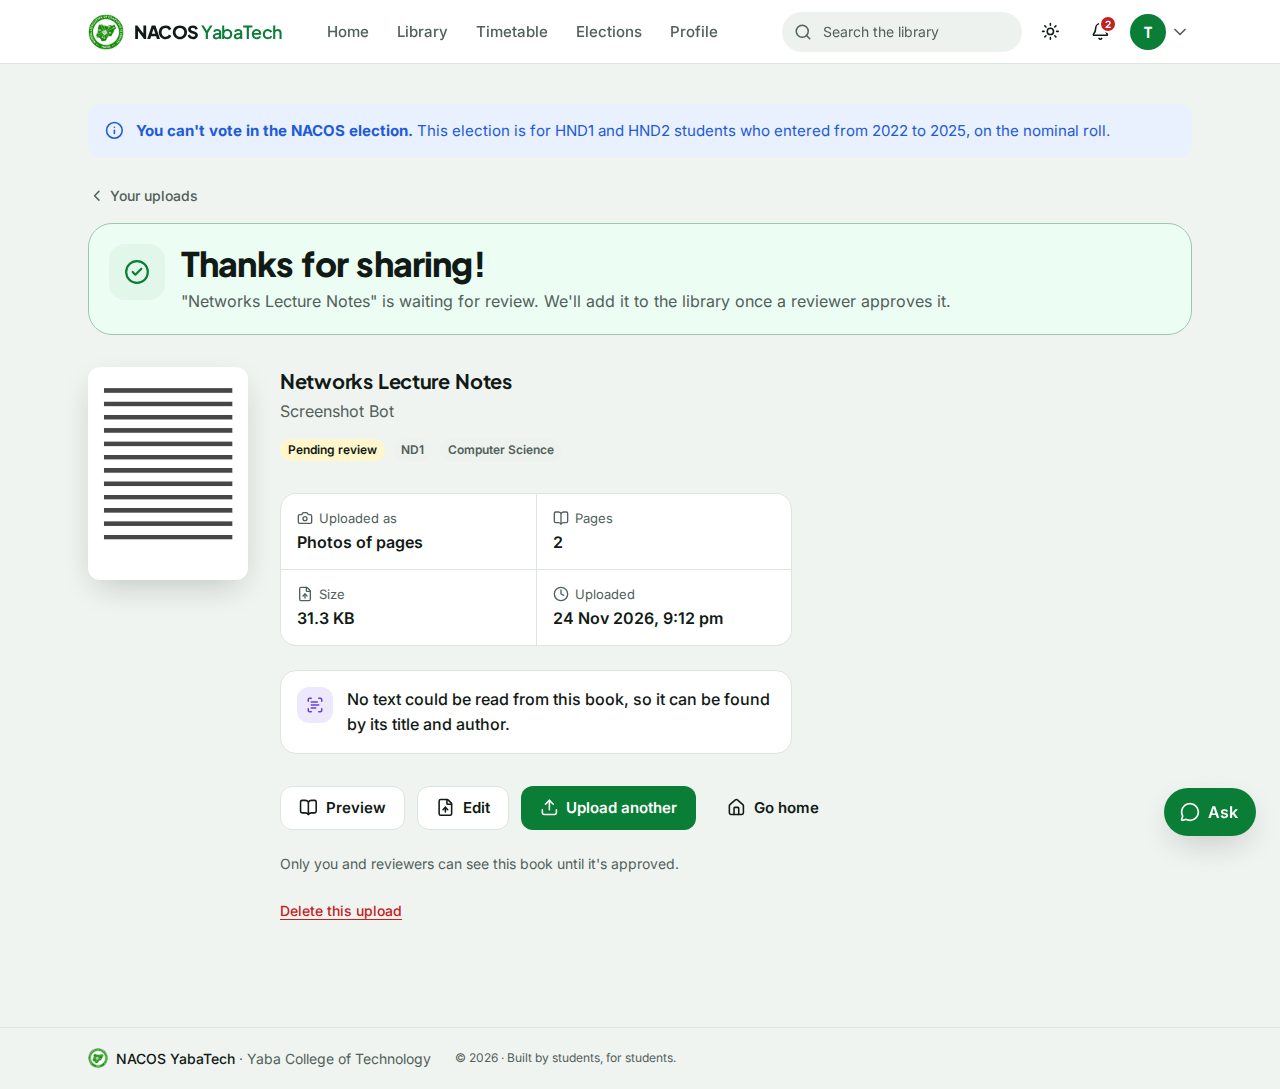 NACOS YabaTech
Home
Library
Timetable
Elections
Profile
Search the library
2
T
You can't vote in the NACOS election. This election is for HND1 and HND2 students who entered from 2022 to 2025, on the nominal roll.
Your uploads
Thanks for sharing!
"Networks Lecture Notes" is waiting for review. We'll add it to the library once a reviewer approves it.
Networks Lecture Notes
Screenshot Bot
Pending review
ND1
Computer Science
Uploaded as
Photos of pages
Pages
2
Size
31.3 KB
Uploaded
24 Nov 2026, 9:12 pm
No text could be read from this book, so it can be found
by its title and author.
Preview
Edit
Upload another
Go home
Ask
Only you and reviewers can see this book until it's approved.
Delete this upload
NACOS YabaTech · Yaba College of Technology
© 2026 · Built by students, for students.